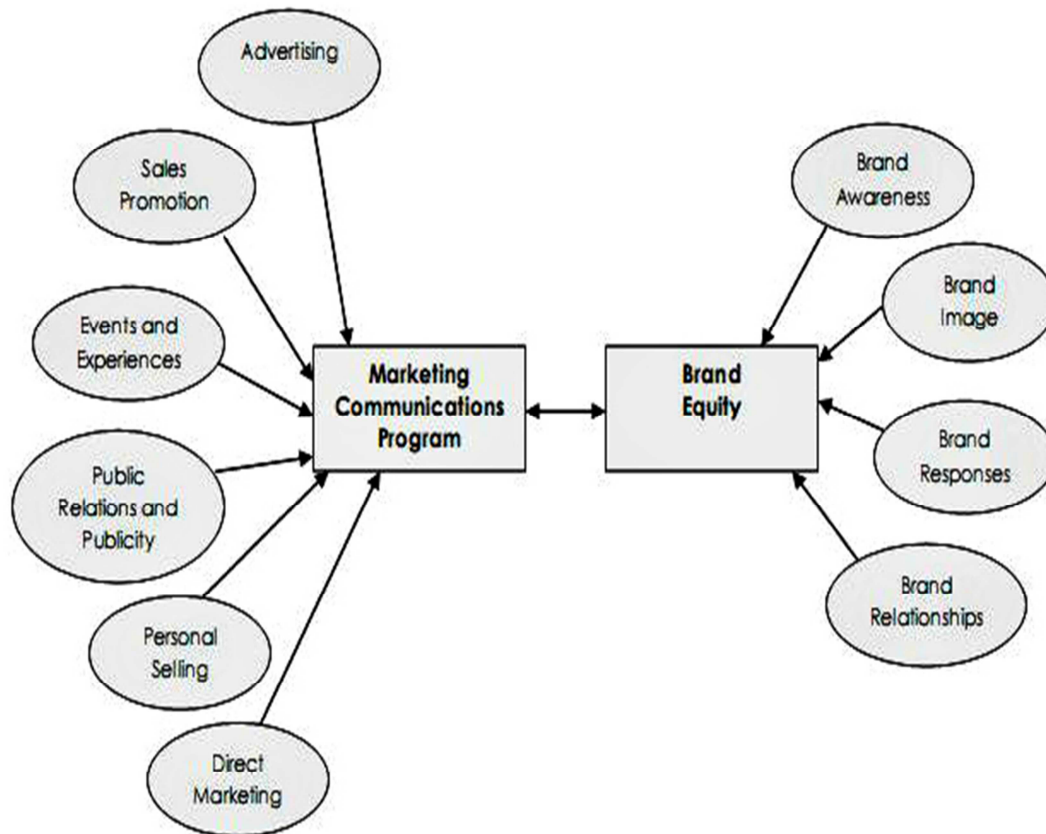 Advertising
Sales
Promotion
Events and
Experiences
Public
Relations and
Publicity
Personal
Selling
Direct
Marketing
Marketing
Communications
Program
Brand
Equity
Brand
Awareness
Brand
Image
Brand
Responses
Brand
Relationships